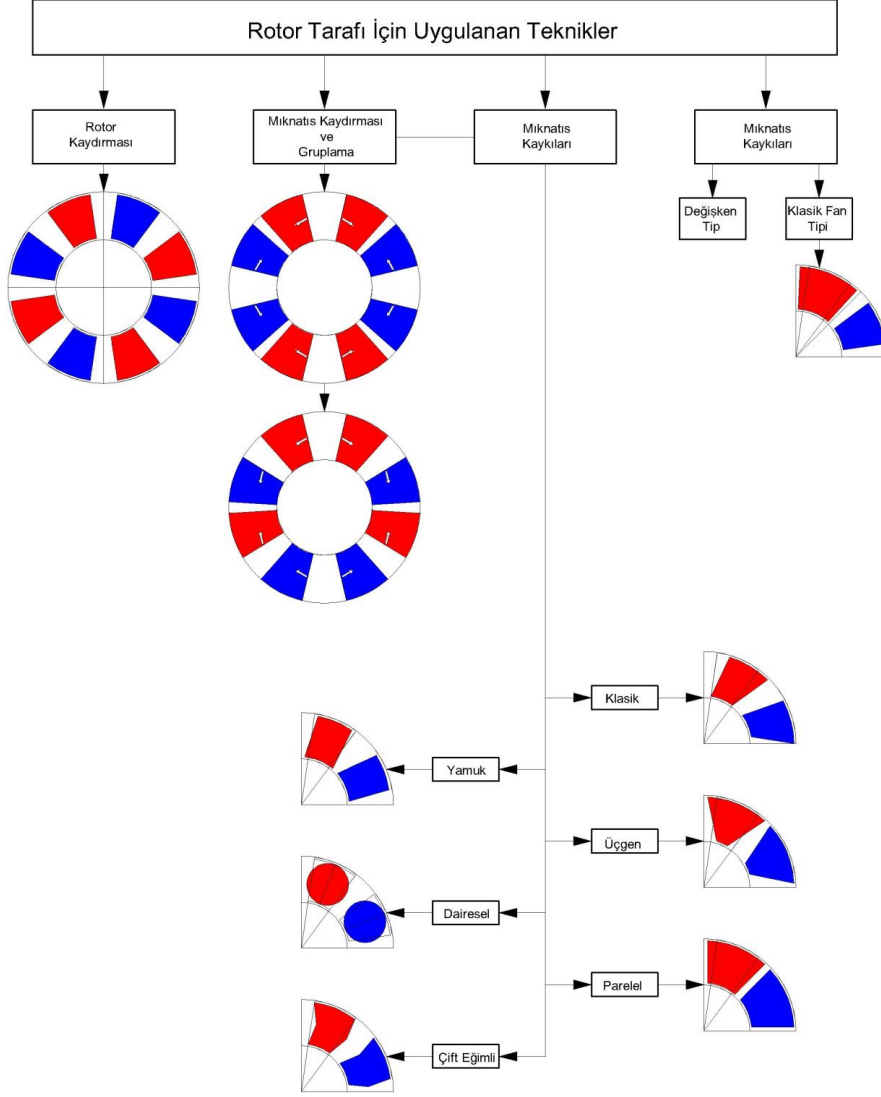 Rotor Tarafı İçin Uygulanan Teknikler
Rotor
Kaydırması
Mıknatıs Kaydırması
ve
Gruplama
Mıknatıs
Kaykıları
Mıknatıs
Kaykıları
Değişken
Tip
Klasik Fan
Tipi
Klasik
Yamuk
Üçgen
Dairesel
Parelel
Çift Eğimli